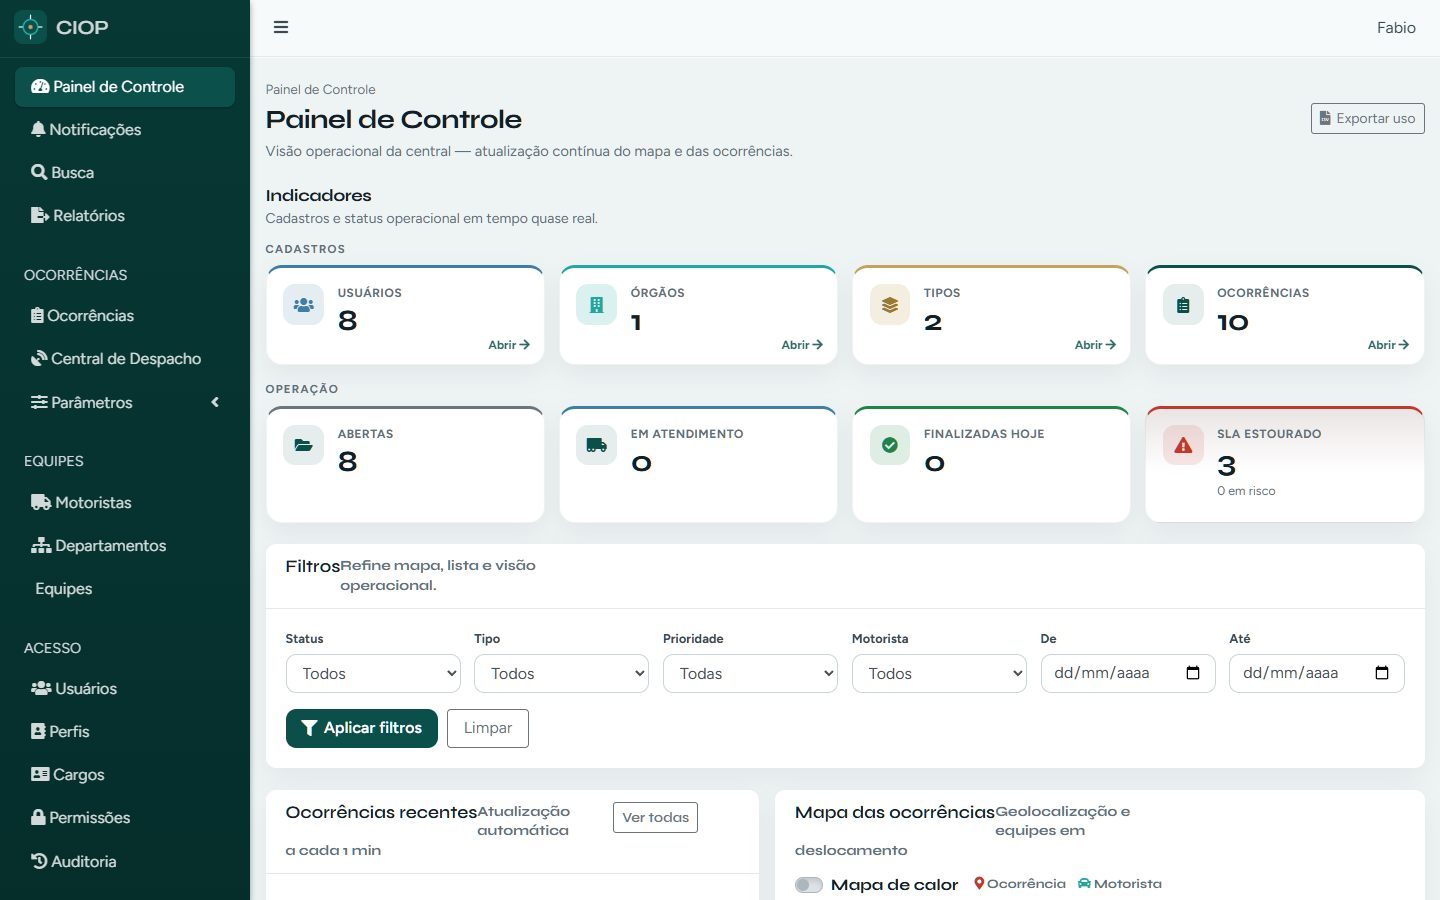 CIOP
Fabio
Painel de Controle
Notificações
Busca
Relatórios
OCORRÊNCIAS
Ocorrências
Central de Despacho
Parâmetros
EQUIPES
Motoristas
Departamentos
Equipes
ACESSO
Usuários
Perfis
Cargos
Permissões
Auditoria
Painel de Controle
Painel de Controle
Exportar uso
Visão operacional da central — atualização contínua do mapa e das ocorrências.
Indicadores
Cadastros e status operacional em tempo quase real.
CADASTROS
USUÁRIOS
8
Abrir
ÓRGÃOS
1
Abrir
TIPOS
2
Abrir
OCORRÊNCIAS
10
Abrir
OPERAÇÃO
ABERTAS
8
EM ATENDIMENTO
0
FINALIZADAS HOJE
0
SLA ESTOURADO
3
0 em risco
Filtros Refine mapa, lista e visão
operacional.
Status Tipo Prioridade Motorista De Até
Todos Todos Todas Todos dd/mm/aaaa dd/mm/aaaa
Aplicar filtros Limpar
Ocorrências recentes Atualização
automática
a cada 1 min
Ver todas
Mapa das ocorrências Geolocalização e
equipes em
deslocamento
Mapa de calor Ocorrência Motorista